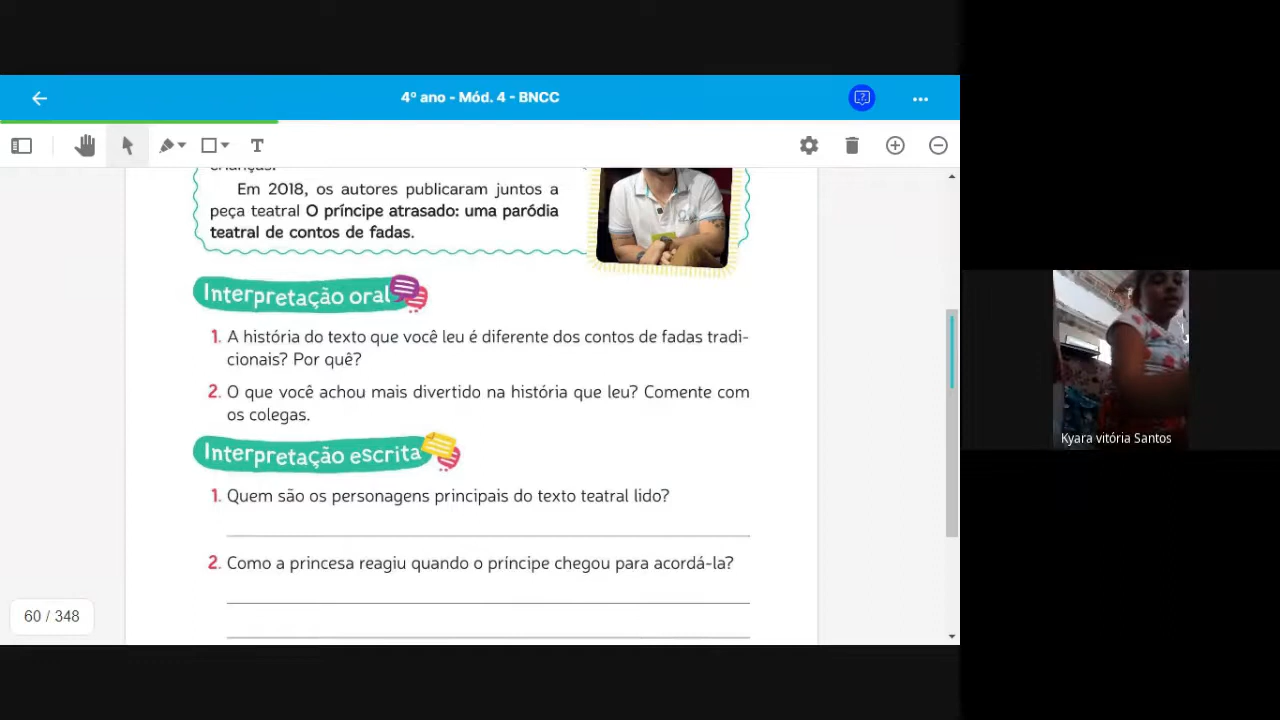 4º ano - Mód. 4 - BNCC
crianças.
Em 2018, os autores publicaram juntos a
peça teatral O príncipe atrasado: uma paródia
teatral de contos de fadas.
Interpretação oral
1. A história do texto que você leu é diferente dos contos de fadas tradi-
cionais? Por quê?
2. O que você achou mais divertido na história que leu? Comente com
os colegas.
Interpretação escrita
1. Quem são os personagens principais do texto teatral lido?
2. Como a princesa reagiu quando o príncipe chegou para acordá-la?
60 / 348
Kyara vitória Santos